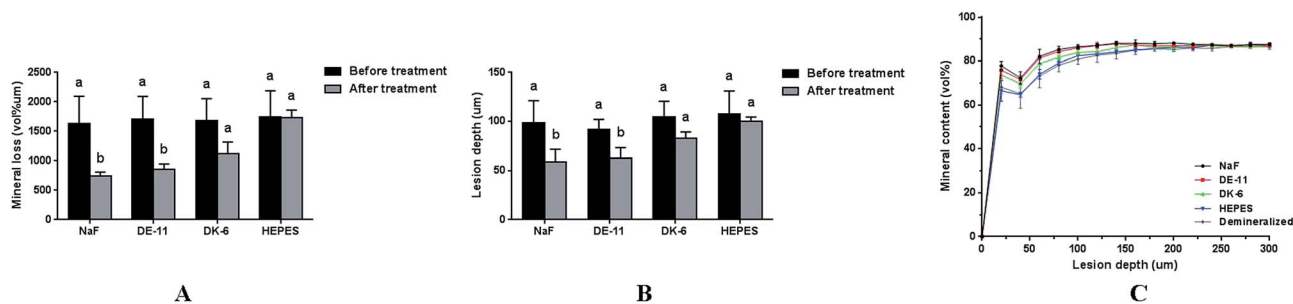 Mineral loss (vol%um)
2500
2000
1500
1000
500
0
a
b
a
b
a
a
a
a
NaF
DE-11
DK-6
HEPES
Before treatment
After treatment
A
Lesion depth (um)
150
100
50
0
a
b
a
b
a
a
a
a
NaF
DE-11
DK-6
HEPES
Before treatment
After treatment
B
Mineral content (vol%)
100
80
60
40
20
0
0
50
100
150
200
250
300
Lesion depth (um)
NaF
DE-11
DK-6
HEPES
Demineralized
C